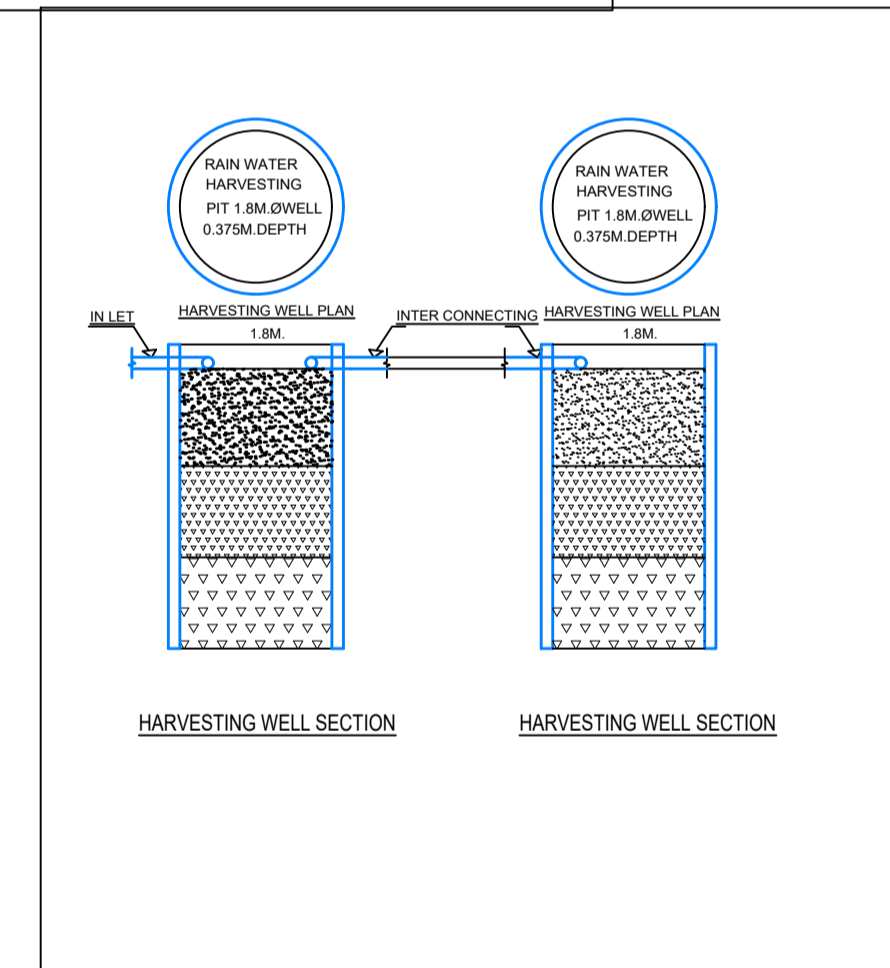 RAIN WATER
HARVESTING
PIT 1.8M.ØWELL
0.375M.DEPTH
RAIN WATER
HARVESTING
PIT 1.8M.ØWELL
0.375M.DEPTH
IN LET
HARVESTING WELL PLAN
INTER CONNECTING
HARVESTING WELL PLAN
1.8M.
1.8M.
HARVESTING WELL SECTION
HARVESTING WELL SECTION